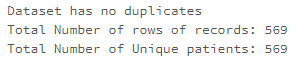 Dataset has no duplicates
Total Number of rows of records: 569
Total Number of Unique patients: 569